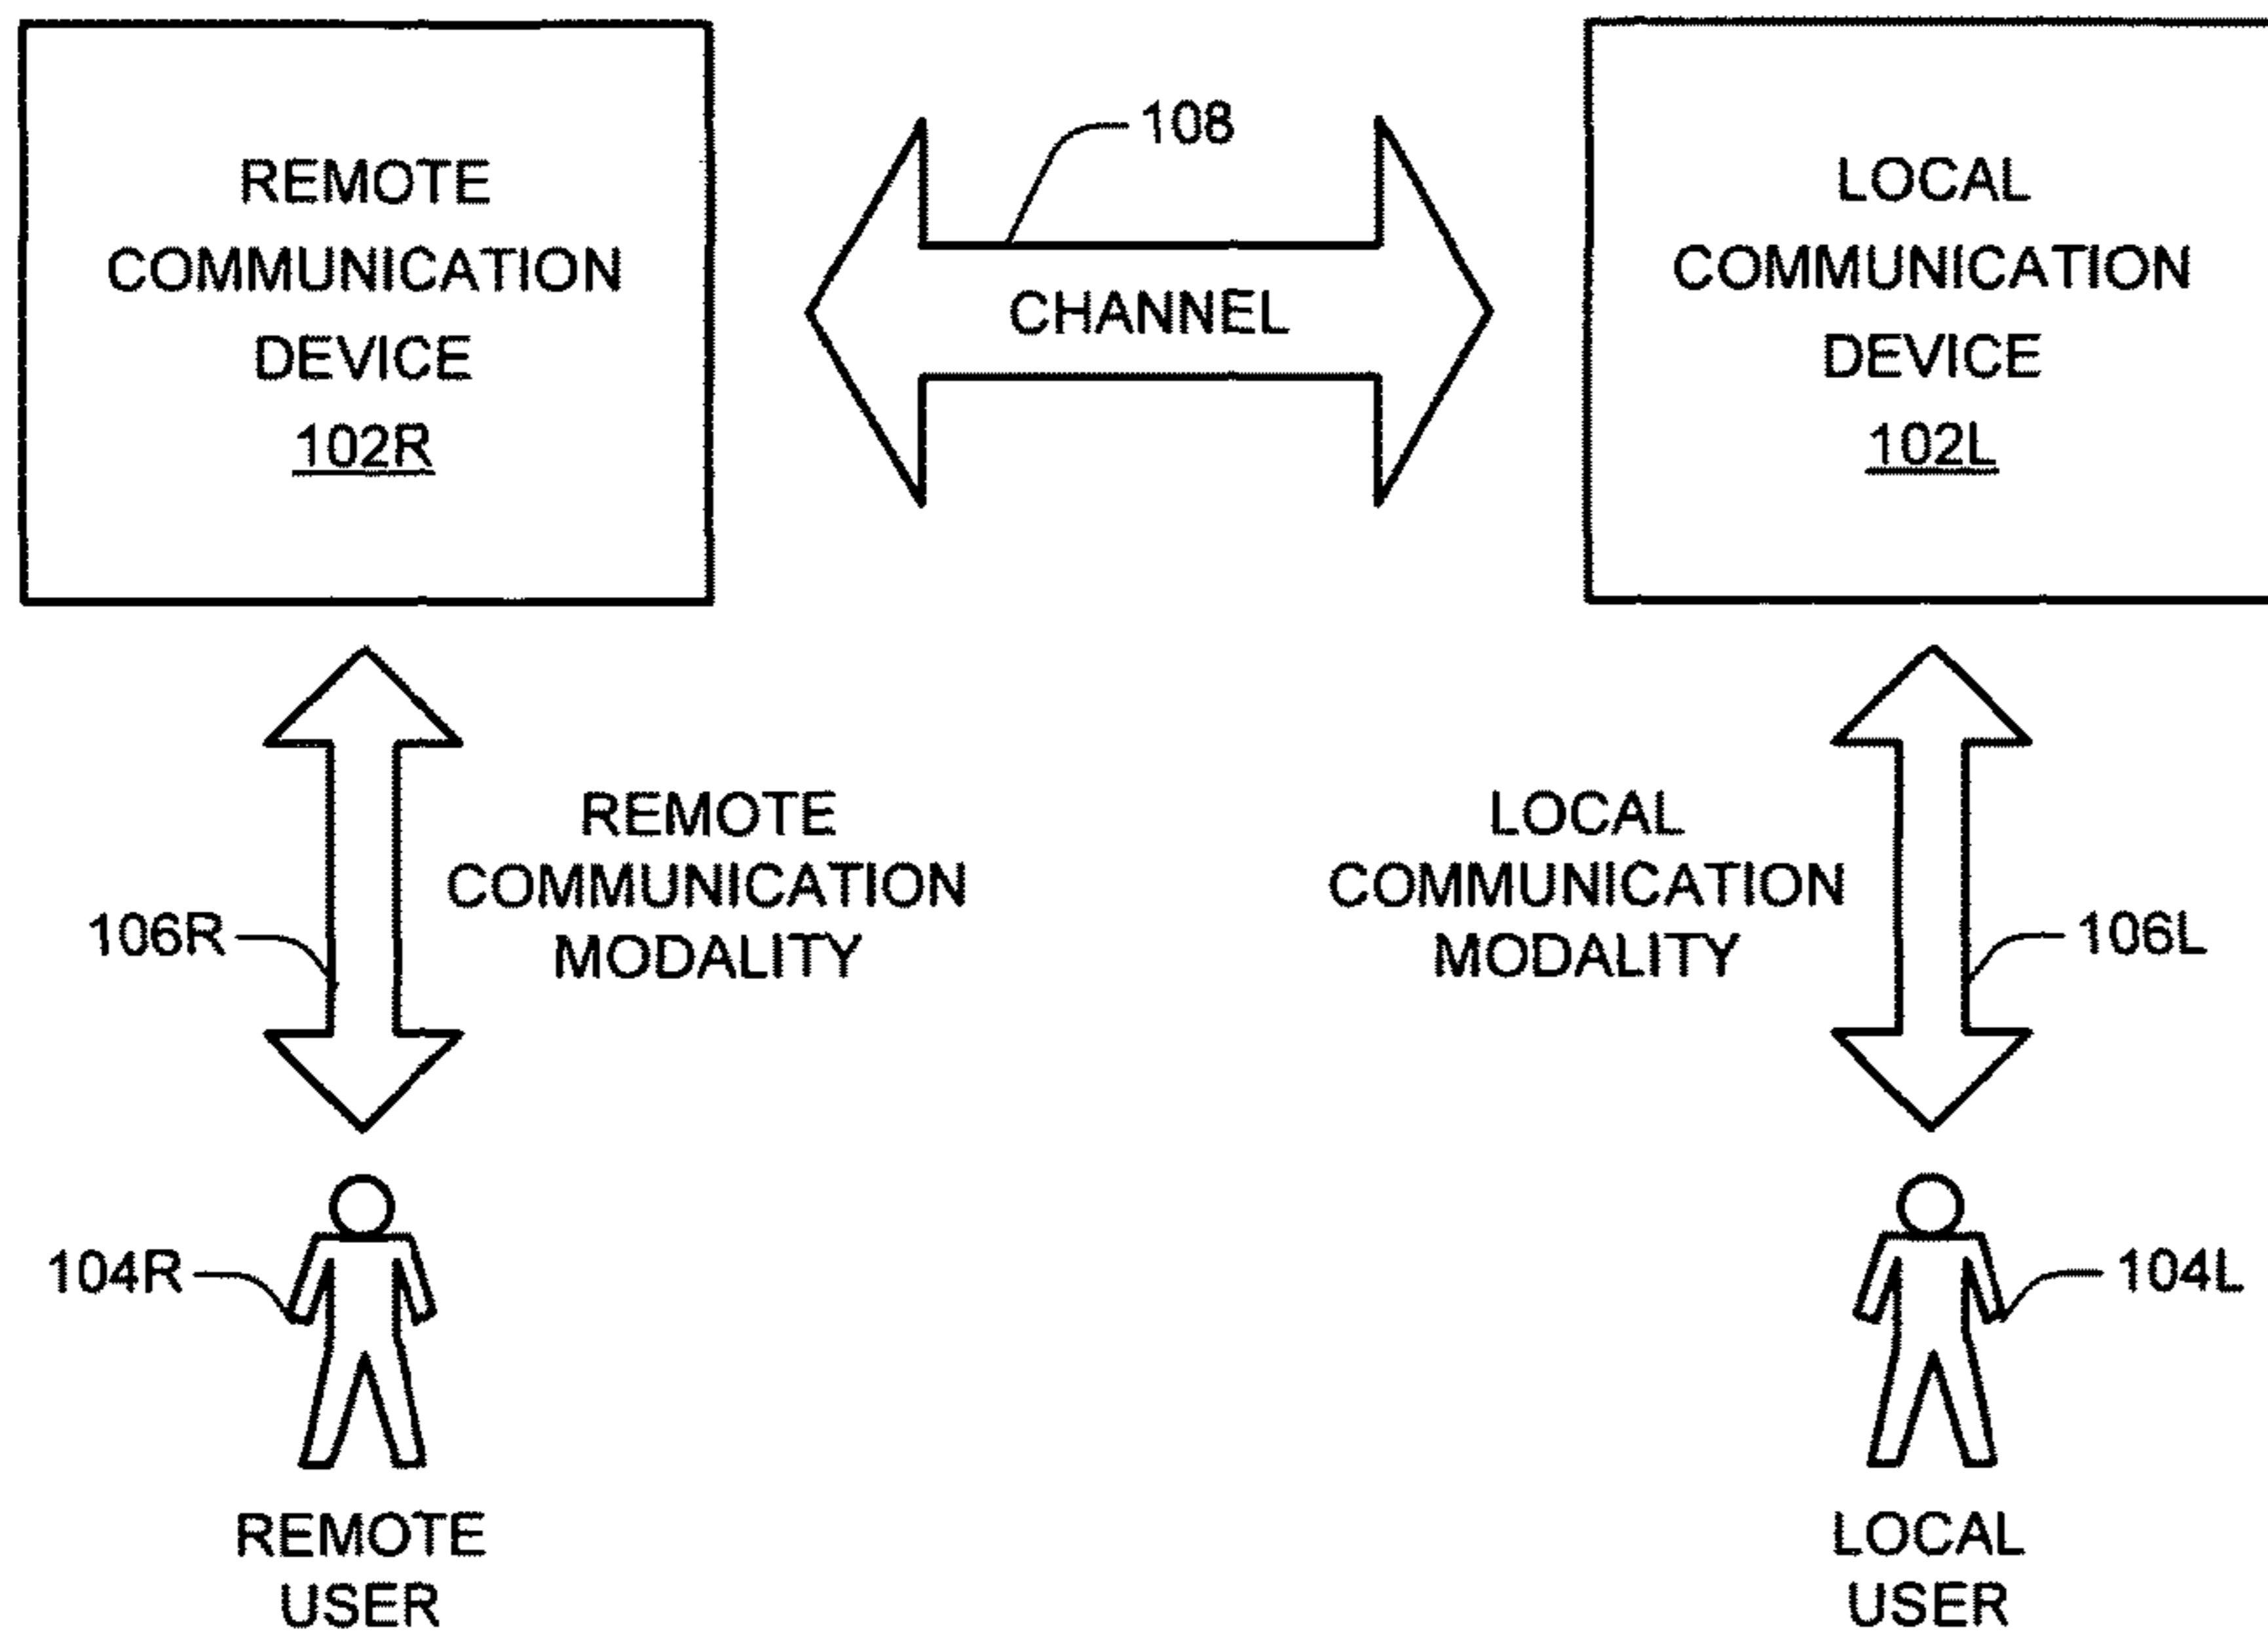 REMOTE
COMMUNICATION
DEVICE
102R
108
CHANNEL
LOCAL
COMMUNICATION
DEVICE
102L
REMOTE
COMMUNICATION
MODALITY
106R
LOCAL
COMMUNICATION
MODALITY
106L
104R
REMOTE
USER
104L
LOCAL
USER